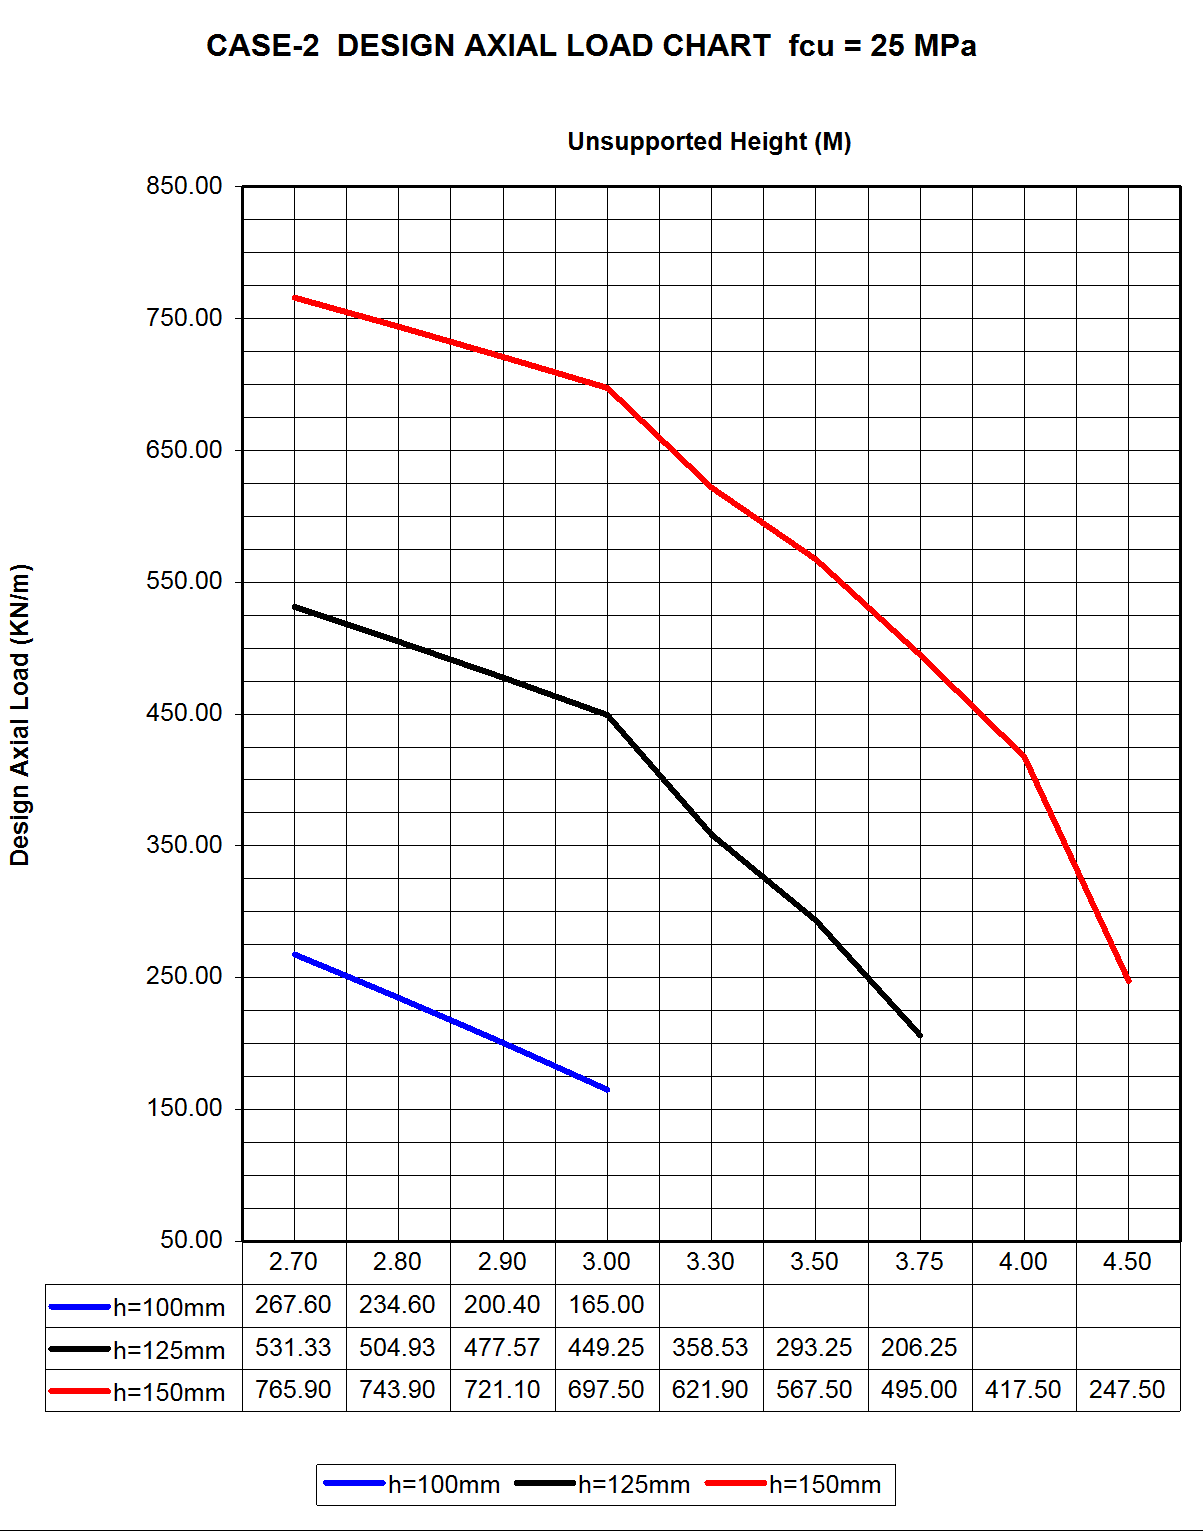 CASE-2  DESIGN AXIAL LOAD CHART  fcu = 25 MPa
Unsupported Height (M)
850.00
750.00
650.00
550.00
450.00
350.00
250.00
150.00
50.00
Design Axial Load (KN/m)
2.70 2.80 2.90 3.00 3.30 3.50 3.75 4.00 4.50
h=100mm 267.60 234.60 200.40 165.00
h=125mm 531.33 504.93 477.57 449.25 358.53 293.25 206.25
h=150mm 765.90 743.90 721.10 697.50 621.90 567.50 495.00 417.50 247.50
h=100mm h=125mm h=150mm